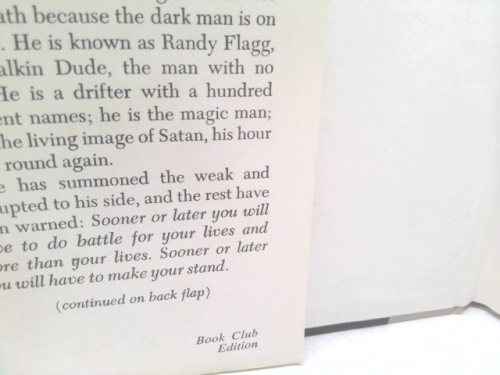 ath because the dark man is on
. He is known as Randy Flagg,
alkin Dude, the man with no
He is a drifter with a hundred
ent names; he is the magic man;
he living image of Satan, his hour
round again.
e has summoned the weak and
upted to his side, and the rest have
n warned: Sooner or later you will
ve to do battle for your lives and
ore than your lives. Sooner or later
ou will have to make your stand.
(continued on back flap)
Book Club
Edition